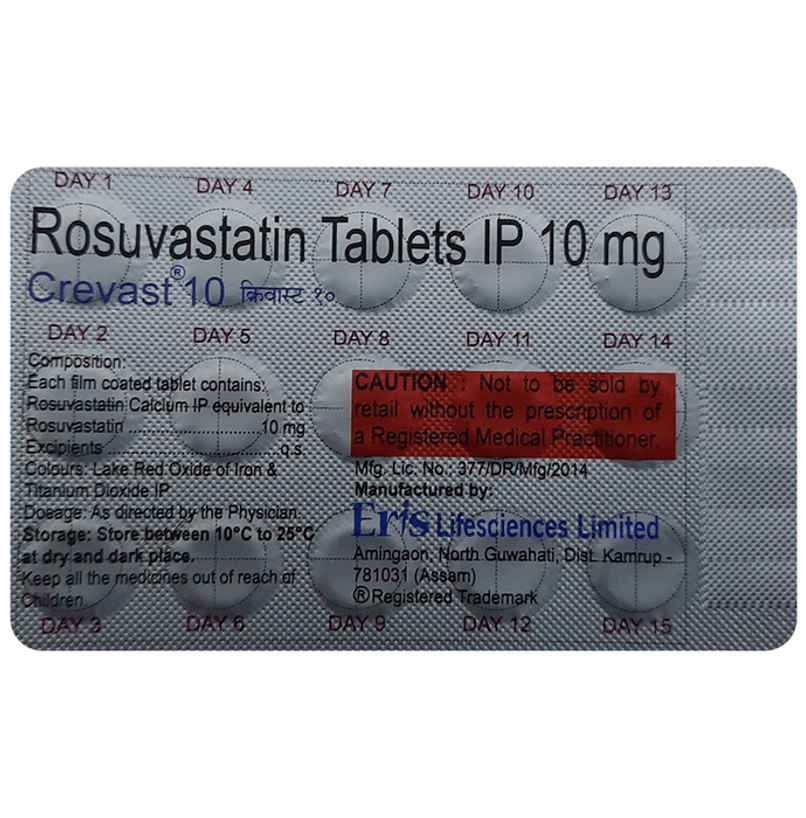 DAY 1 DAY 4 DAY 7 DAY 10 DAY 13
Rosuvastatin Tablets IP 10 mg
Crevast® 10 क्रिवास्ट १०
DAY 2 DAY 5 DAY 8 DAY 11 DAY 14
Composition:
Each film coated tablet contains:
Rosuvastatin Calcium IP equivalent to
Rosuvastatin ..................10 mg
Excipients.......................q.s.
Colours: Lake Red Oxide of Iron &
Titanium Dioxide IP
Dosage: As directed by the Physician.
Storage: Store between 10°C to 25°C
at dry and dark place.
Keep all the medicines out of reach of
Children.
CAUTION : Not to be sold by
retail without the prescription of
a Registered Medical Practitioner.
Mfg. Lic. No.: 377/DR/Mfg/2014
Manufactured by:
Eris Lifesciences Limited
Amingaon, North Guwahati, Dist. Kamrup -
781031 (Assam)
®Registered Trademark
DAY 3 DAY 6 DAY 9 DAY 12 DAY 15